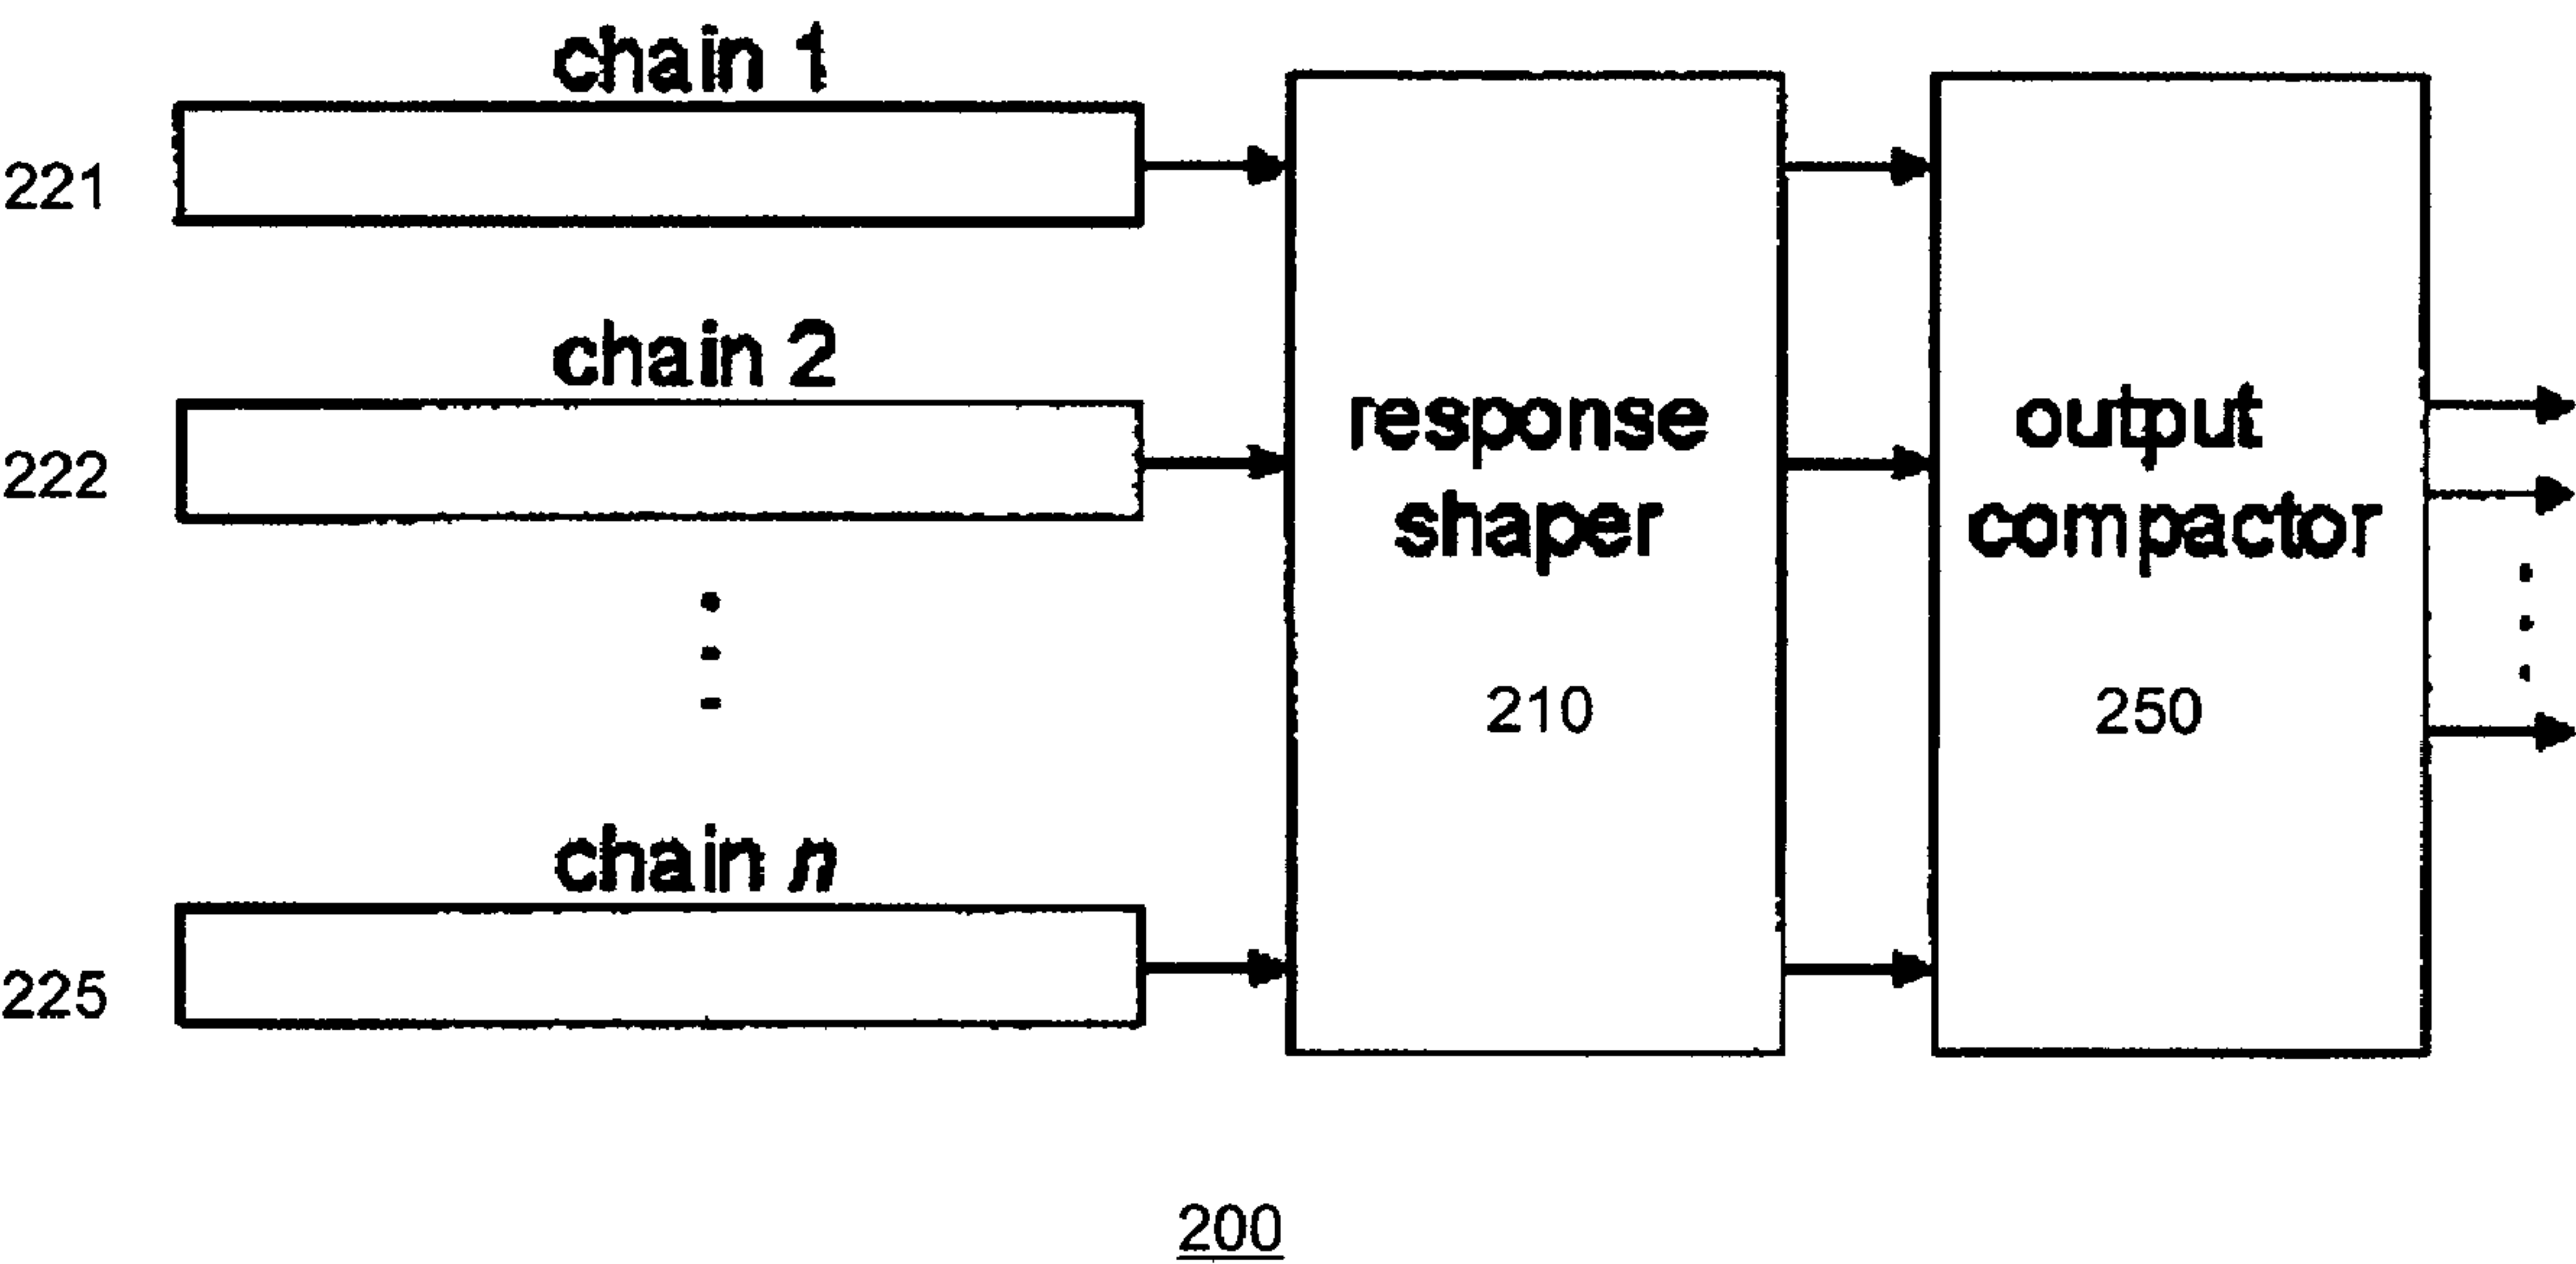 chain 1
221
chain 2
222
response
shaper
210
output
compactor
250
chain n
225
200